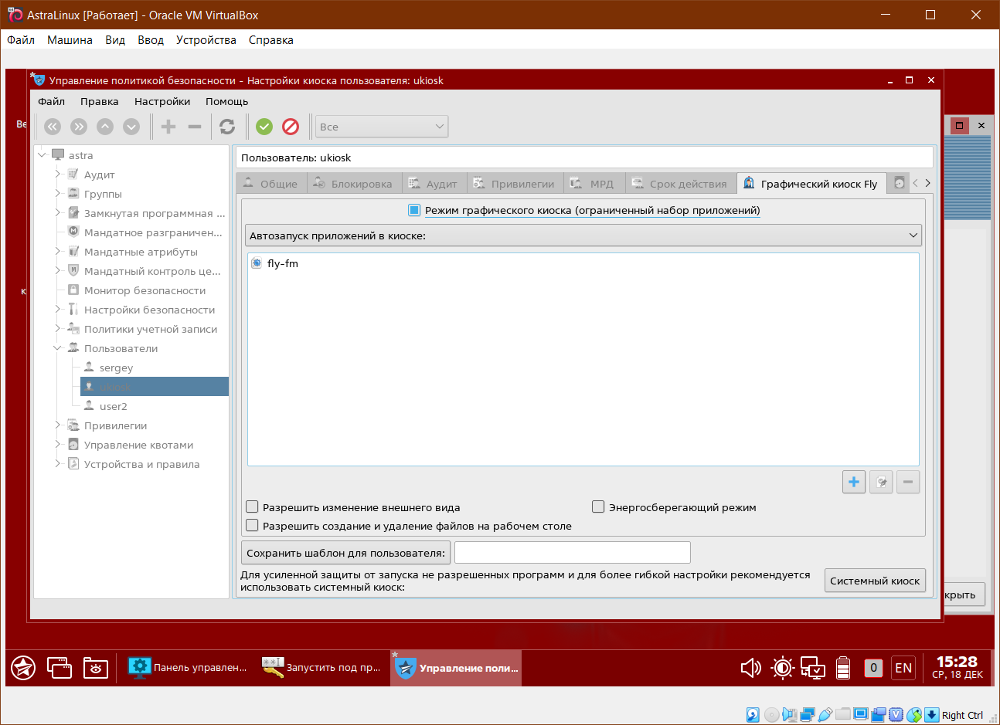 AstraLinux [Работает] - Oracle VM VirtualBox
Файл Машина Вид Ввод Устройства Справка
Управление политикой безопасности – Настройки киоска пользователя: ukiosk
Файл Правка Настройки Помощь
Все
astra
Аудит
Группы
Замкнутая программная ...
Мандатное разграничен...
Мандатные атрибуты
Мандатный контроль це...
Монитор безопасности
Настройки безопасности
Политики учетной записи
Пользователи
sergey
ukiosk
user2
Привилегии
Управление квотами
Устройства и правила
Пользователь: ukiosk
Общие Блокировка Аудит Привилегии МРД Срок действия Графический киоск Fly
Режим графического киоска (ограниченный набор приложений)
Автозапуск приложений в киоске:
fly-fm
Разрешить изменение внешнего вида Энергосберегающий режим
Разрешить создание и удаление файлов на рабочем столе
Сохранить шаблон для пользователя:
Для усиленной защиты от запуска не разрешенных программ и для более гибкой настройки рекомендуется
использовать системный киоск:
Системный киоск
Ве
к
крыть
Панель управлен... Запустить под пр... Управление поли...
0 EN 15:28
СР, 18 ДЕК
Right Ctrl